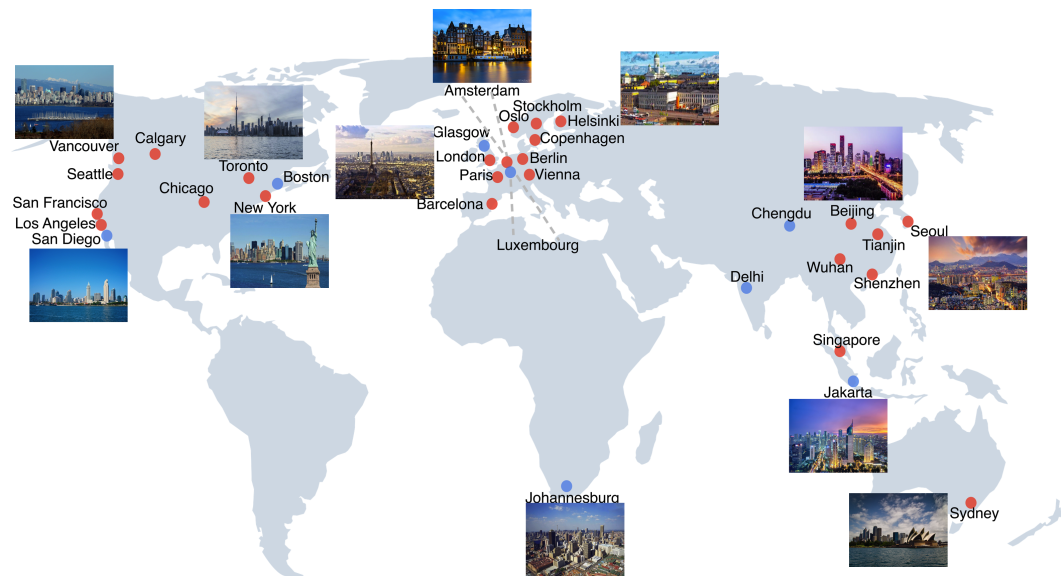 Amsterdam
Stockholm
Oslo
Helsinki
Glasgow
Copenhagen
Vancouver
Calgary
London
Berlin
Toronto
Seattle
Paris
Vienna
Boston
Chicago
San Francisco
New York
Barcelona
Los Angeles
San Diego
Luxembourg
Chengdu
Beijing
Seoul
Tianjin
Wuhan
Delhi
Shenzhen
Singapore
Jakarta
Johannesburg
Sydney